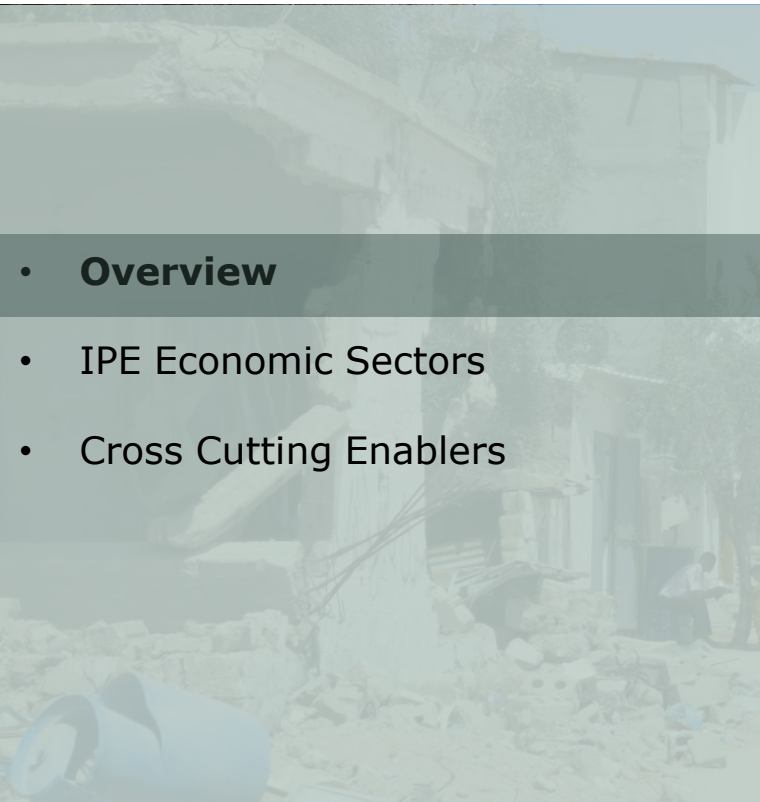 • Overview
• IPE Economic Sectors
• Cross Cutting Enablers